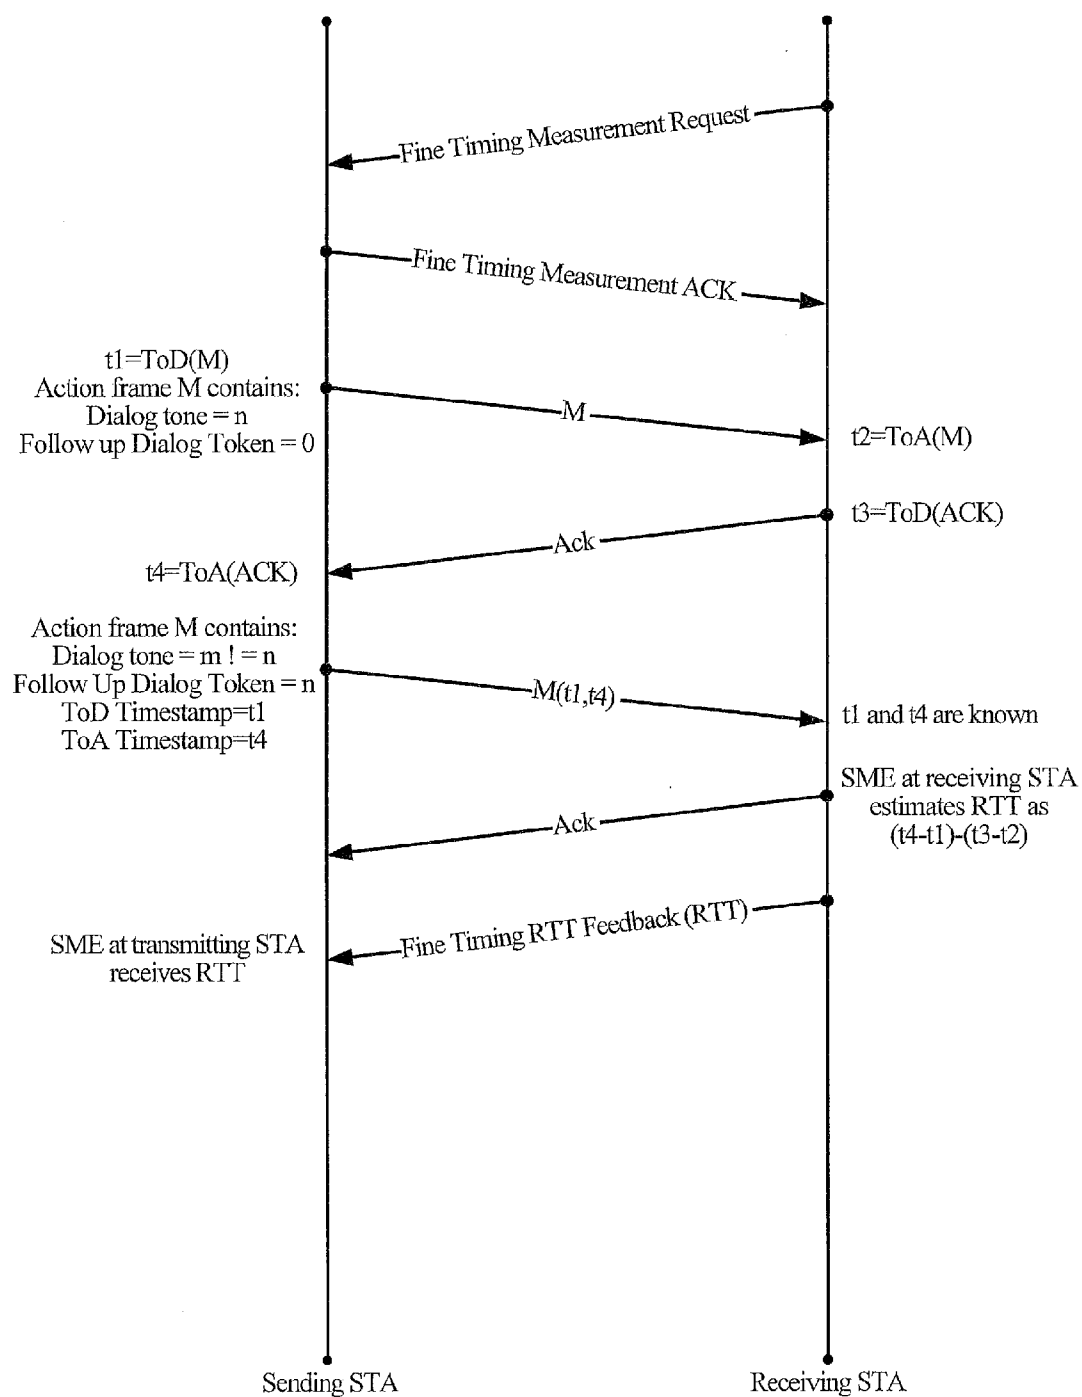 Fine Timing Measurement Request
Fine Timing Measurement ACK
t1=ToD(M)
Action frame M contains:
Dialog tone = n
Follow up Dialog Token = 0
M
t2=ToA(M)
t3=ToD(ACK)
Ack
t4=ToA(ACK)
Action frame M contains:
Dialog tone = m ! = n
Follow Up Dialog Token = n
ToD Timestamp=t1
ToA Timestamp=t4
M(t1,t4)
t1 and t4 are known
SME at receiving STA
estimates RTT as
(t4-t1)-(t3-t2)
Ack
Fine Timing RTT Feedback (RTT)
SME at transmitting STA
receives RTT
Sending STA
Receiving STA